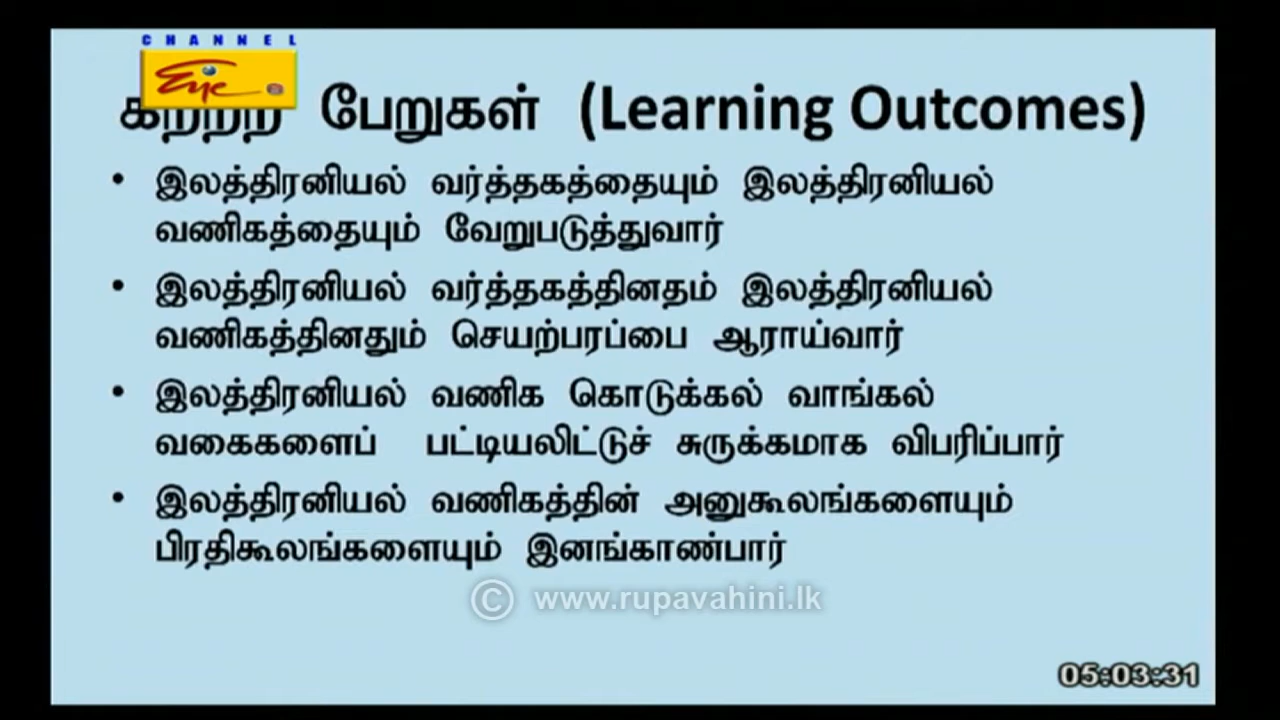 CHANNEL
Eye
கற்றற் பேறுகள் (Learning Outcomes)
• இலத்திரனியல் வர்த்தகத்தையும் இலத்திரனியல்
வணிகத்தையும் வேறுபடுத்துவார்
• இலத்திரனியல் வர்த்தகத்தினதம் இலத்திரனியல்
வணிகத்தினதும் செயற்பரப்பை ஆராய்வார்
• இலத்திரனியல் வணிக கொடுக்கல் வாங்கல்
வகைகளைப் பட்டியலிட்டுச் சுருக்கமாக விபரிப்பார்
• இலத்திரனியல் வணிகத்தின் அனுகூலங்களையும்
பிரதிகூலங்களையும் இனங்காண்பார்
© www.rupavahini.lk
05:03:31